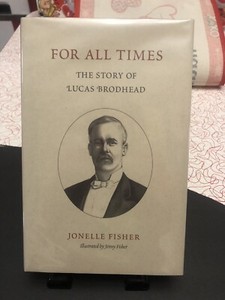 FOR ALL TIMES
THE STORY OF
LUCAS BRODHEAD
JONELLE FISHER
Illustrated by Jenny Fisher